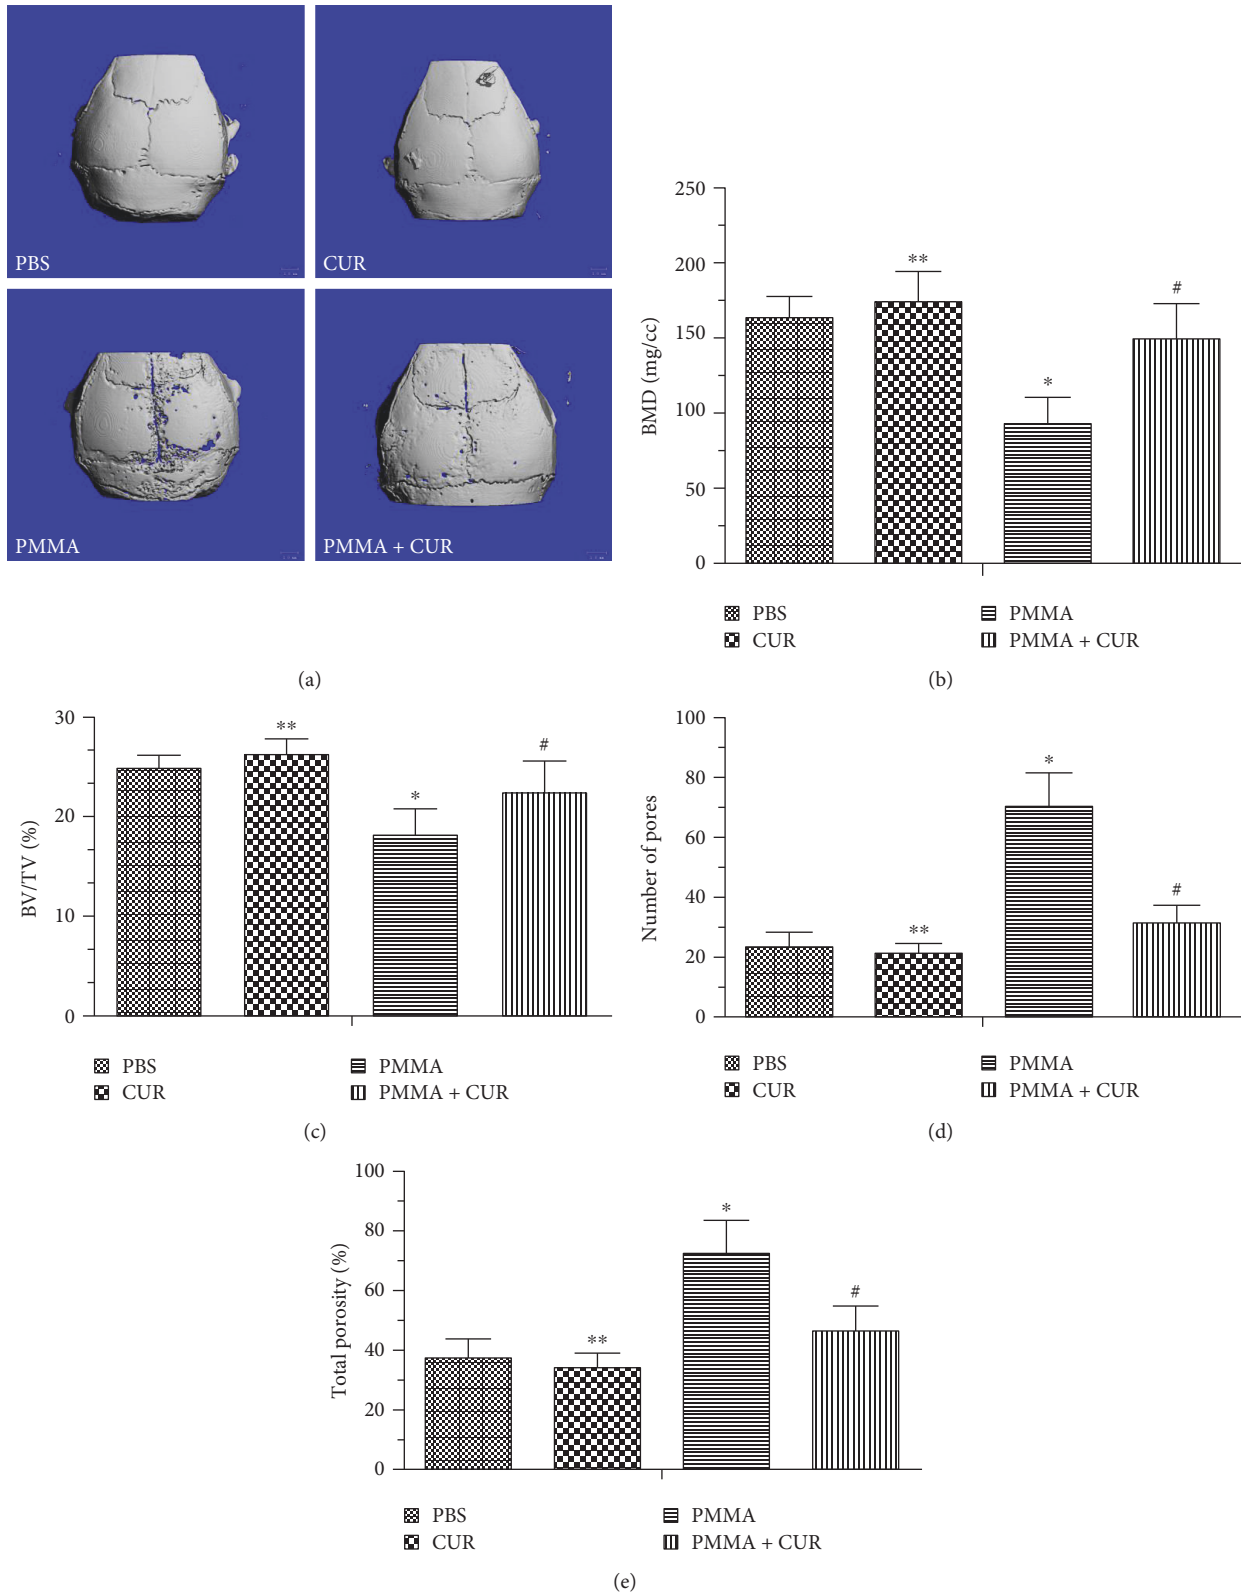 PBS
CUR
PMMA
PMMA + CUR
(a)
BMD (mg/cc)
250
200
150
100
50
0
**
*
#
PBS
PMMA
CUR
PMMA + CUR
(b)
BV/TV (%)
30
20
10
0
**
*
#
PBS
PMMA
CUR
PMMA + CUR
(c)
Number of pores
100
80
60
40
20
0
**
*
#
PBS
PMMA
CUR
PMMA + CUR
(d)
Total porosity (%)
100
80
60
40
20
0
**
*
#
PBS
PMMA
CUR
PMMA + CUR
(e)